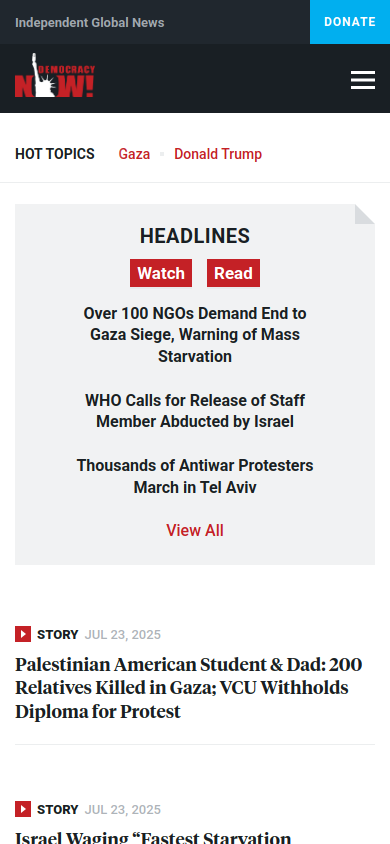 Independent Global News
DONATE
DEMOCRACY
NOW!
HOT TOPICS
Gaza
Donald Trump
HEADLINES
Watch
Read
Over 100 NGOs Demand End to
Gaza Siege, Warning of Mass
Starvation
WHO Calls for Release of Staff
Member Abducted by Israel
Thousands of Antiwar Protesters
March in Tel Aviv
View All
STORY JUL 23, 2025
Palestinian American Student & Dad: 200
Relatives Killed in Gaza; VCU Withholds
Diploma for Protest
STORY JUL 23, 2025
Israel Waging “Fastest Starvation